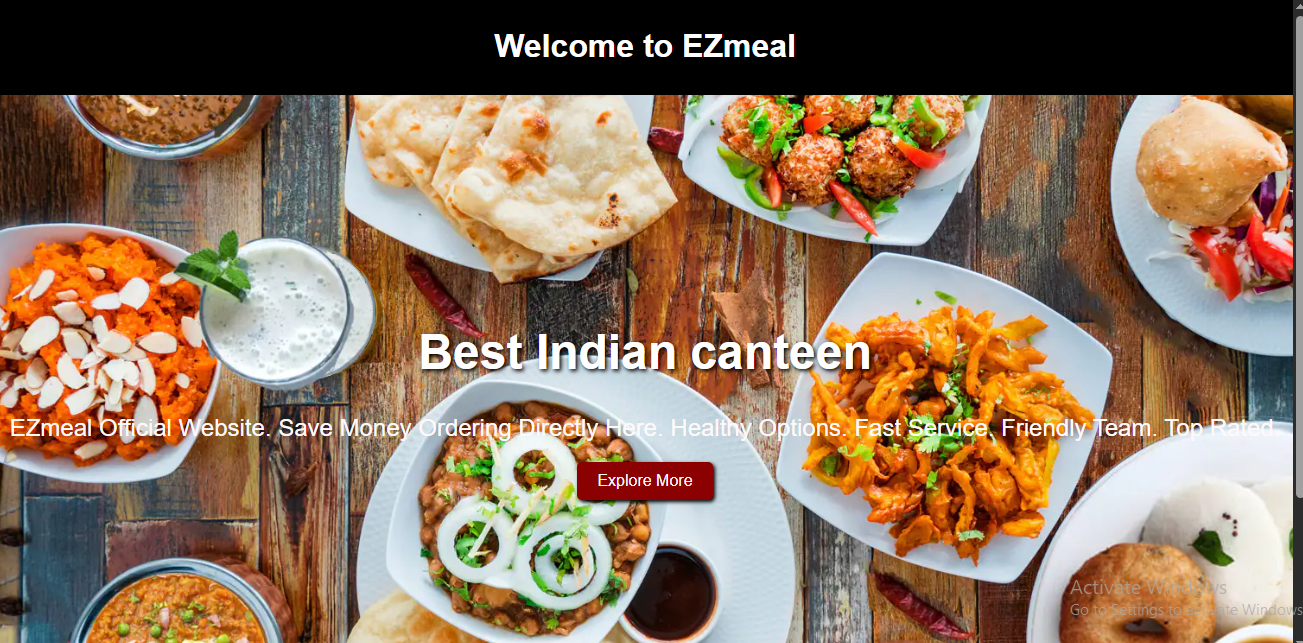 Welcome to EZmeal
Best Indian canteen
EZmeal Official Website. Save Money Ordering Directly Here. Healthy Options. Fast Service. Friendly Team. Top Rated.
Explore More
Activate Windows
Go to Settings to activate Windows